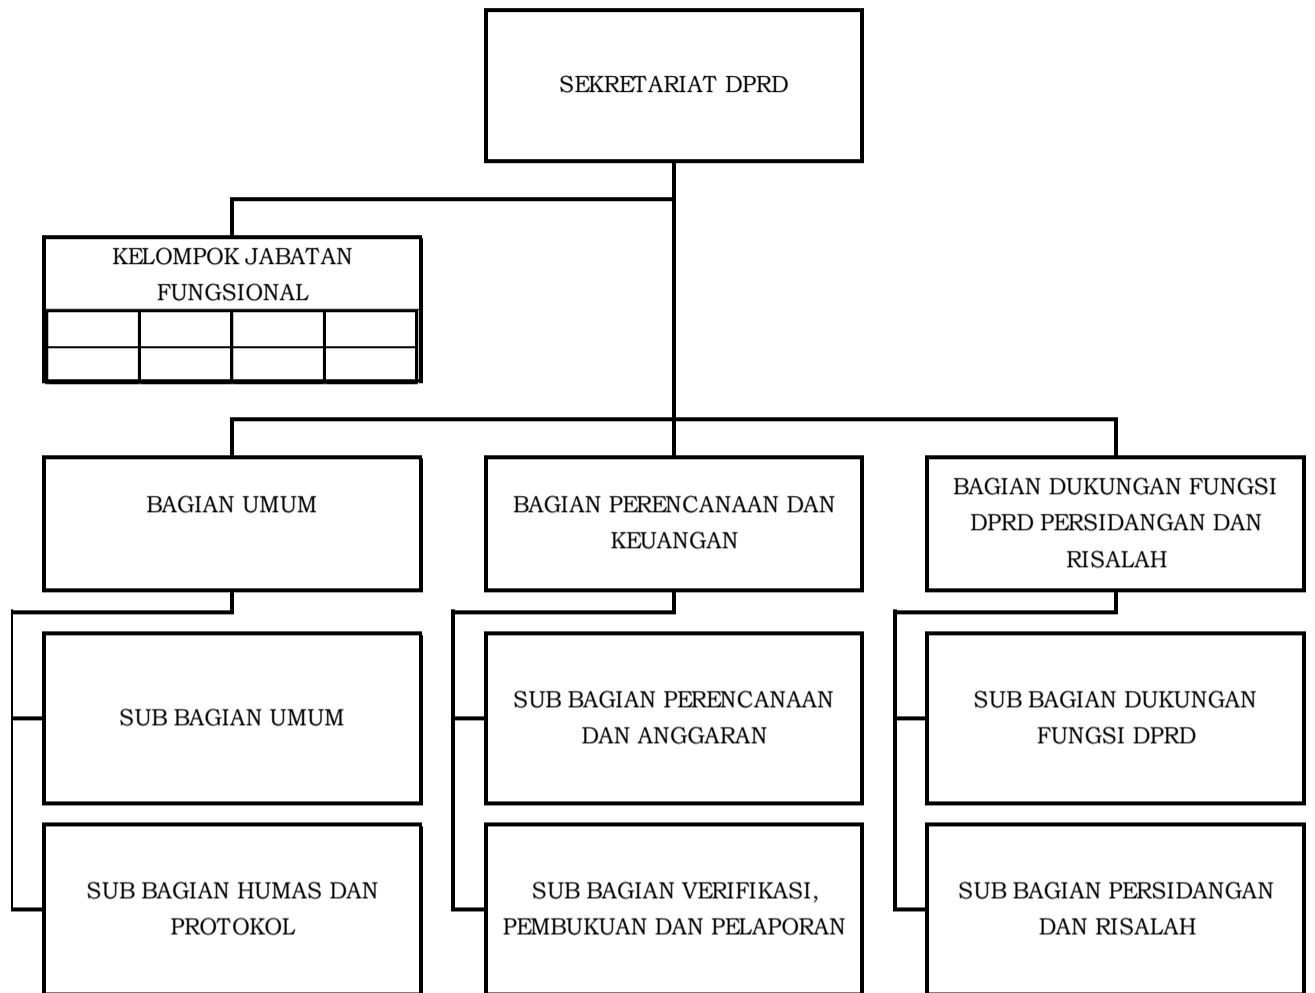 SEKRETARIAT DPRD
KELOMPOK JABATAN
FUNGSIONAL
BAGIAN UMUM
BAGIAN PERENCANAAN DAN
KEUANGAN
BAGIAN DUKUNGAN FUNGSI
DPRD PERSIDANGAN DAN
RISALAH
SUB BAGIAN UMUM
SUB BAGIAN PERENCANAAN
DAN ANGGARAN
SUB BAGIAN DUKUNGAN
FUNGSI DPRD
SUB BAGIAN HUMAS DAN
PROTOKOL
SUB BAGIAN VERIFIKASI,
PEMBUKUAN DAN PELAPORAN
SUB BAGIAN PERSIDANGAN
DAN RISALAH